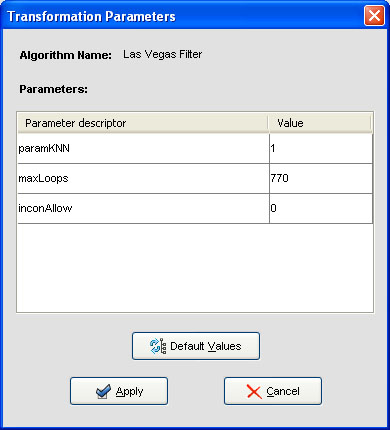 Transformation Parameters
Algorithm Name: Las Vegas Filter
Parameters:
Parameter descriptor Value
paramKNN 1
maxLoops 770
inconAllow 0
Default Values
Apply Cancel